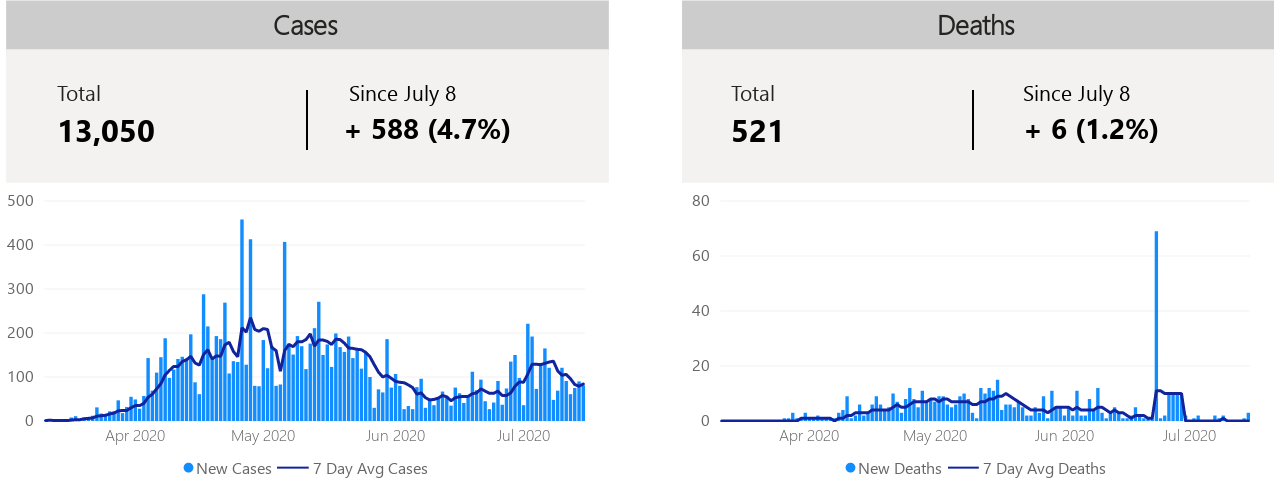 Cases
Total
13,050
Since July 8
+ 588 (4.7%)
500
400
300
200
100
0
Apr 2020 May 2020 Jun 2020 Jul 2020
New Cases 7 Day Avg Cases
Deaths
Total
521
Since July 8
+ 6 (1.2%)
80
60
40
20
0
Apr 2020 May 2020 Jun 2020 Jul 2020
New Deaths 7 Day Avg Deaths